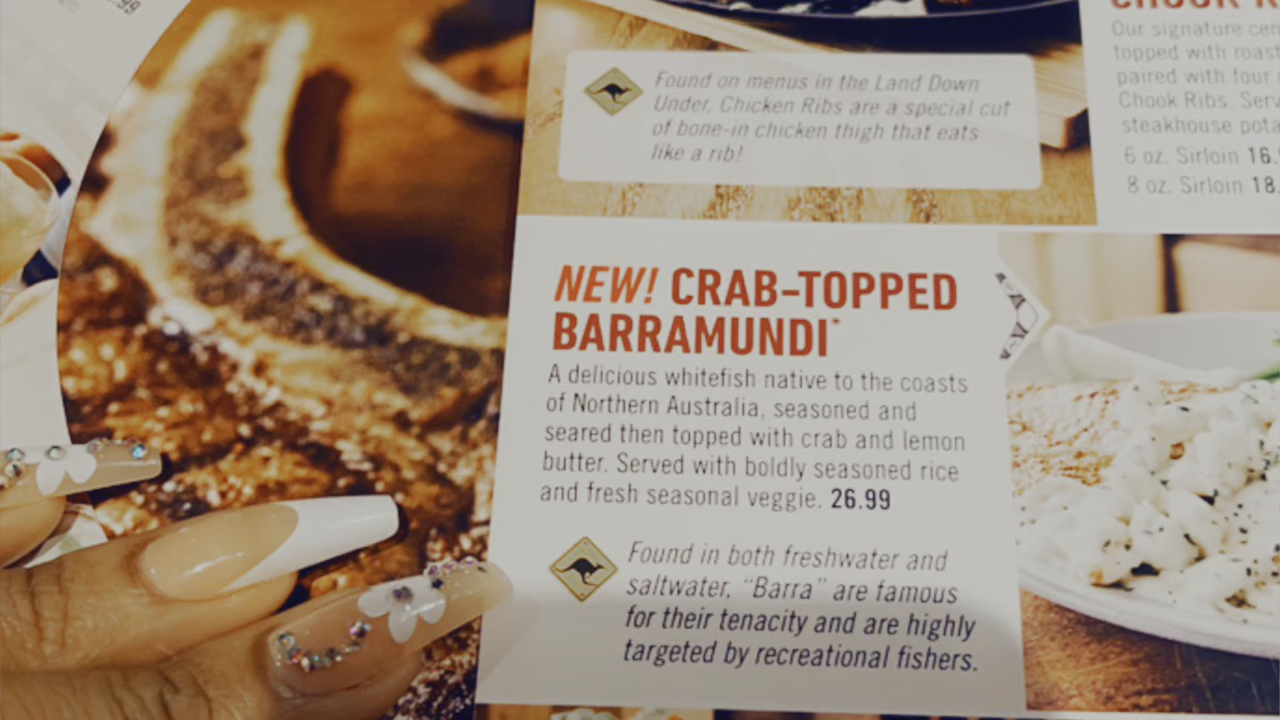 .99
Found on menus in the Land Down
Under, Chicken Ribs are a special cut
of bone-in chicken thigh that eats
like a rib!
Our signature
topped with roast
paired with four
Chook Ribs.
steakhouse
6 oz. Sirloin 16.
8 oz. Sirloin 18.
NEW! CRAB-TOPPED
BARRAMUNDI*
A delicious whitefish native to the coasts
of Northern Australia, seasoned and
seared then topped with crab and lemon
butter. Served with boldly seasoned rice
and fresh seasonal veggie. 26.99
Found in both freshwater and
saltwater, “Barra” are famous
for their tenacity and are highly
targeted by recreational fishers.